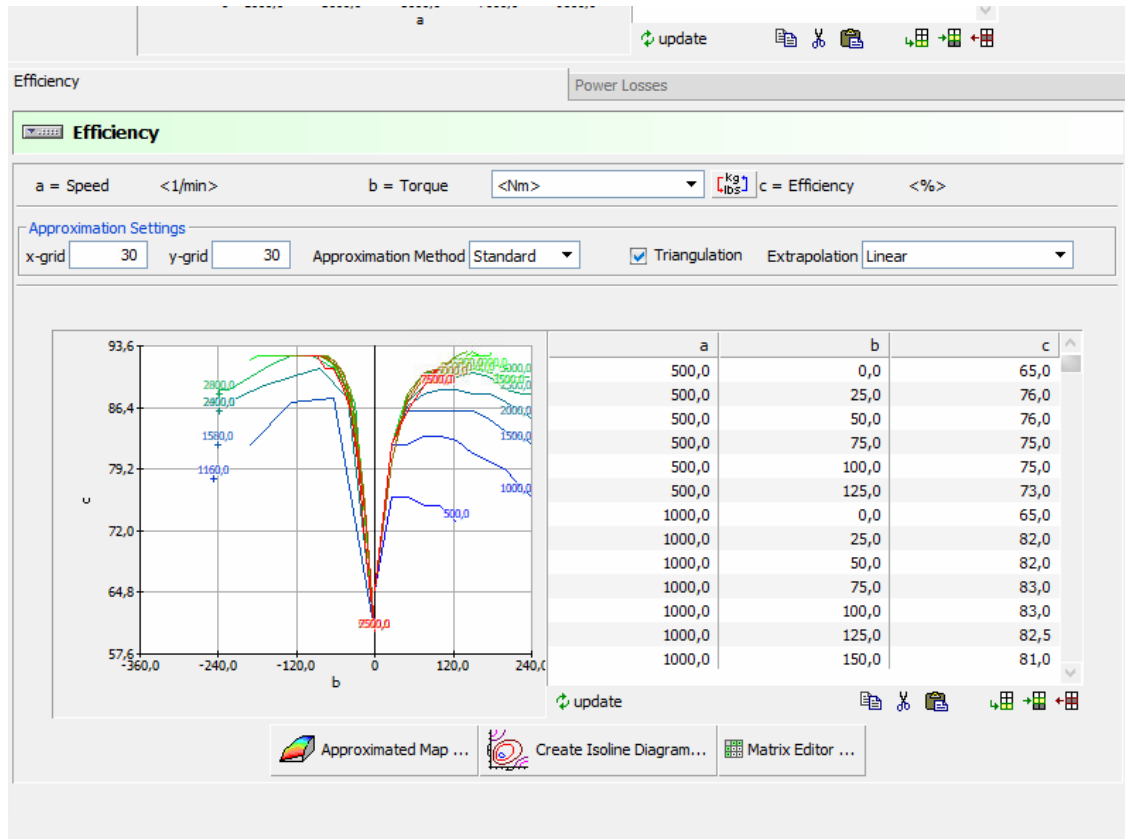 a
update
Efficiency
Power Losses
Efficiency
a = Speed <1/min> b = Torque <Nm> kg lbs c = Efficiency <%>
Approximation Settings
x-grid 30 y-grid 30 Approximation Method Standard Triangulation Extrapolation Linear
93,6
86,4
79,2
72,0
64,8
57,6
c
-360,0 -240,0 -120,0 0 120,0 240,0
b
2800,0
2400,0
1580,0
1160,0
7500,0
3000,0
2500,0
2000,0
1500,0
1000,0
500,0
7500,0
a b c
500,0 0,0 65,0
500,0 25,0 76,0
500,0 50,0 76,0
500,0 75,0 75,0
500,0 100,0 75,0
500,0 125,0 73,0
1000,0 0,0 65,0
1000,0 25,0 82,0
1000,0 50,0 82,0
1000,0 75,0 83,0
1000,0 100,0 83,0
1000,0 125,0 82,5
1000,0 150,0 81,0
update
Approximated Map ... Create Isoline Diagram... Matrix Editor ...